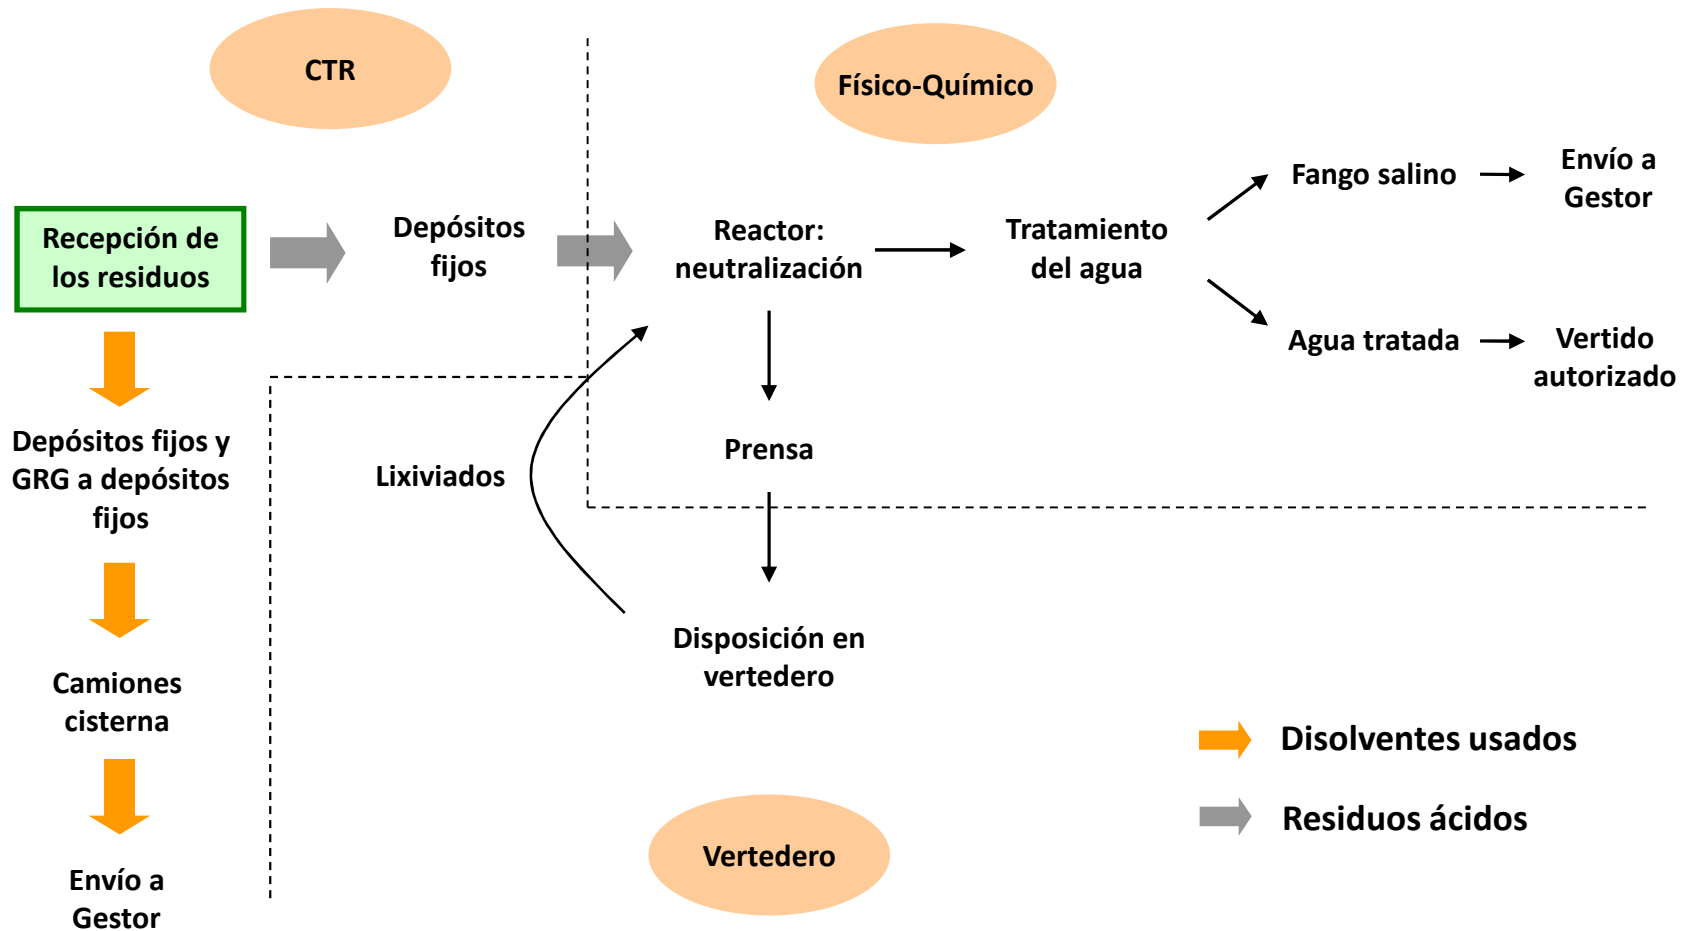 CTR
Físico-Químico
Recepción de
los residuos
Depósitos
fijos
Reactor:
neutralización
Tratamiento
del agua
Fango salino
Envío a
Gestor
Agua tratada
Vertido
autorizado
Depósitos fijos y
GRG a depósitos
fijos
Lixiviados
Prensa
Camiones
cisterna
Disposición en
vertedero
Envío a
Gestor
Vertedero
Disolventes usados
Residuos ácidos